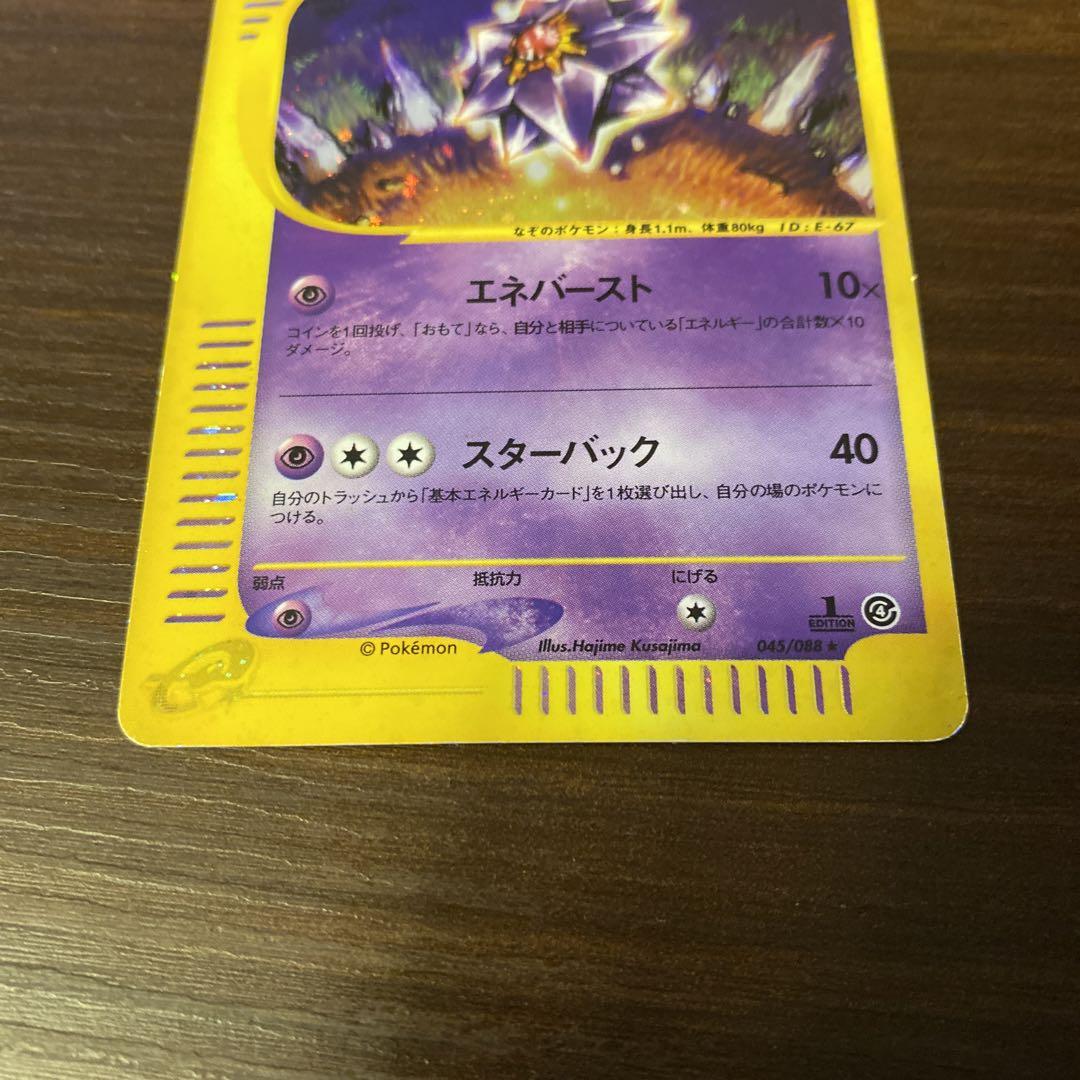 なぞのポケモン：身長1.1m、体重80kg ID：E-67
エネバースト 10×
コインを1回投げ、「おもて」なら、自分と相手についている「エネルギー」の合計数×10
ダメージ。
スターバック 40
自分のトラッシュから「基本エネルギーカード」を1枚選び出し、自分の場のポケモンに
つける。
弱点 抵抗力 にげる
1 EDITION 4
©Pokémon Illus.Hajime Kusajima 045/088 ★